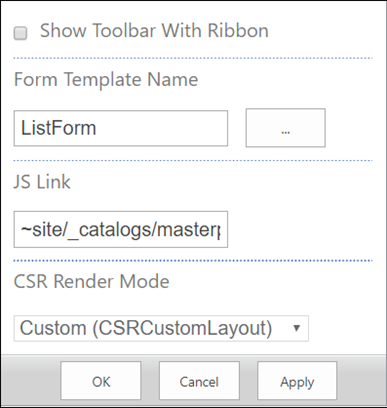 Show Toolbar With Ribbon
Form Template Name
ListForm
...
JS Link
~site/_catalogs/masterp
CSR Render Mode
Custom (CSRCustomLayout)
OK Cancel Apply